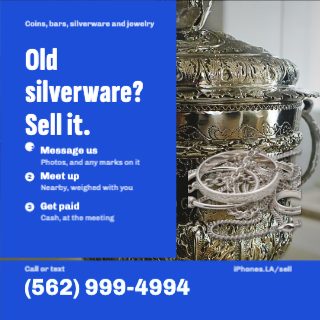 Coins, bars, silverware and jewelry
Old
silverware?
Sell it.
Message us
Photos, and any marks on it
2 Meet up
Nearby, weighed with you
3 Get paid
Cash, at the meeting
Call or text
iPhones.LA/sell
(562) 999-4994